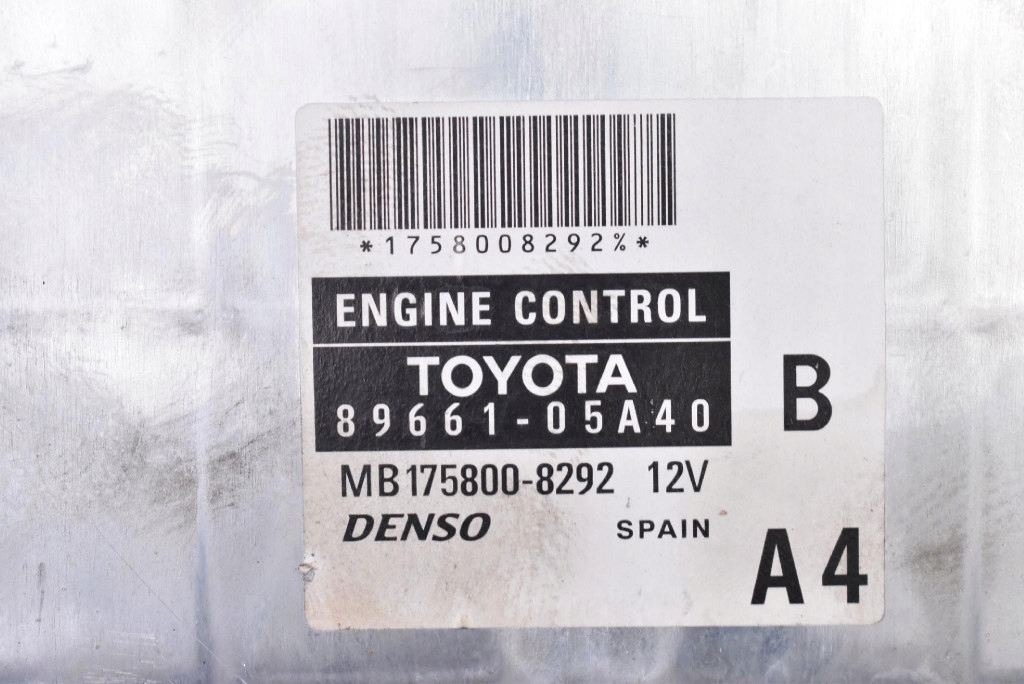 *1758008292%*
ENGINE CONTROL
TOYOTA
89661-05A40
B
MB175800-8292 12V
DENSO SPAIN
A4